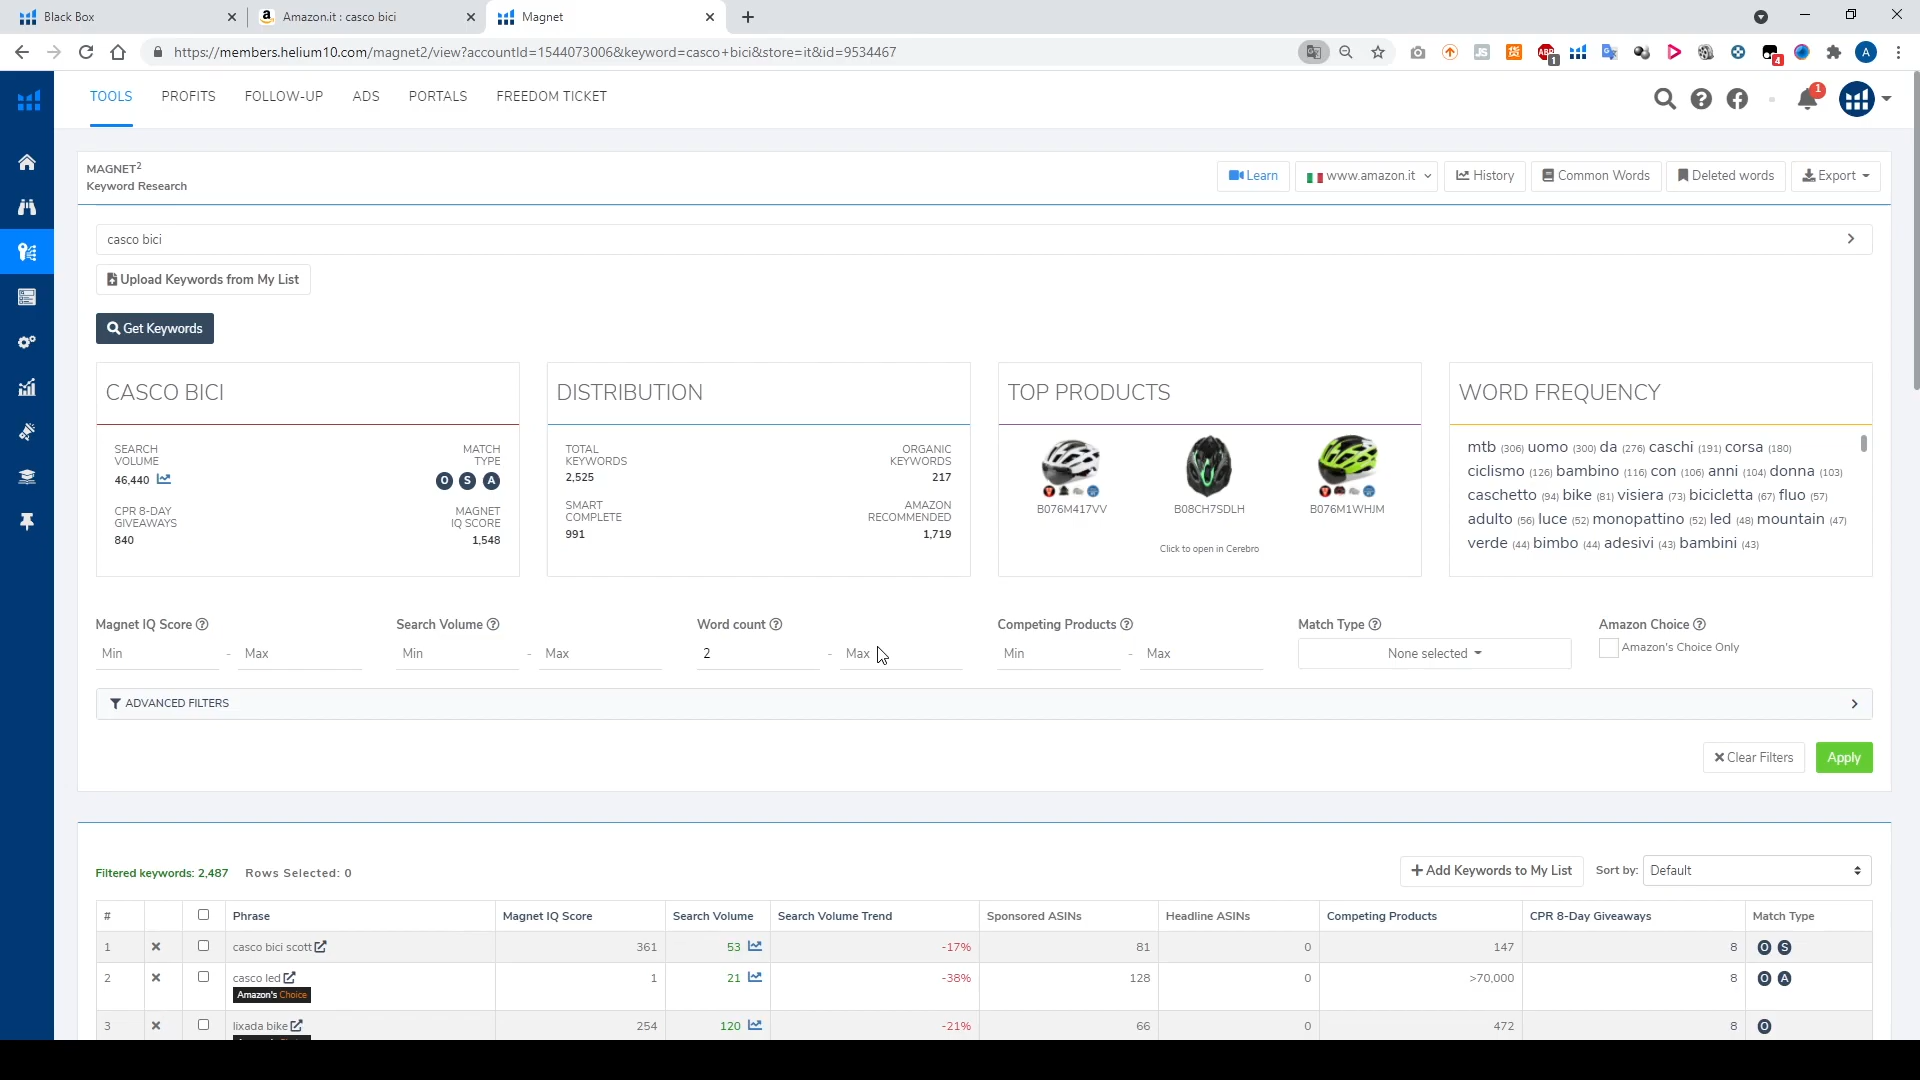 Black Box
Amazon.it : casco bici
Magnet
https://members.helium10.com/magnet2/view?accountId=1544073006&keyword=casco+bici&store=it&id=9534467
TOOLS
PROFITS
FOLLOW-UP
ADS
PORTALS
FREEDOM TICKET
MAGNET2
Keyword Research
Learn
www.amazon.it
History
Common Words
Deleted words
Export
casco bici
Upload Keywords from My List
Get Keywords
CASCO BICI
SEARCH VOLUME
46,440
MATCH TYPE
O S A
CPR 8-DAY GIVEAWAYS
840
MAGNET IQ SCORE
1,548
DISTRIBUTION
TOTAL KEYWORDS
2,525
ORGANIC KEYWORDS
217
SMART COMPLETE
991
AMAZON RECOMMENDED
1,719
TOP PRODUCTS
B076M417VV
B08CH7SDLH
B076M1WHJM
Click to open in Cerebro
WORD FREQUENCY
mtb (306) uomo (300) da (276) caschi (191) corsa (180)
ciclismo (126) bambino (116) con (106) anni (104) donna (103)
caschetto (94) bike (81) visiera (73) bicicletta (67) fluo (57)
adulto (56) luce (52) monopattino (52) led (48) mountain (47)
verde (44) bimbo (44) adesivi (43) bambini (43)
Magnet IQ Score
Min - Max
Search Volume
Min - Max
Word count
2 - Max
Competing Products
Min - Max
Match Type
None selected
Amazon Choice
Amazon's Choice Only
ADVANCED FILTERS
Clear Filters
Apply
Filtered keywords: 2,487 Rows Selected: 0
Add Keywords to My List
Sort by: Default
# Phrase Magnet IQ Score Search Volume Search Volume Trend Sponsored ASINs Headline ASINs Competing Products CPR 8-Day Giveaways Match Type
1 casco bici scott 361 53 -17% 81 0 147 8 O S
2 casco led 1 21 -38% 128 0 >70,000 8 O A
Amazon's Choice
3 lixada bike 254 120 -21% 66 0 472 8 O